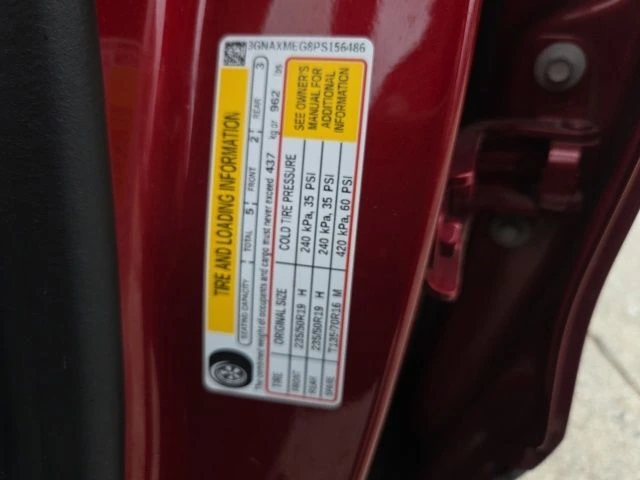 3GNAXMEG8PS156486
TIRE AND LOADING INFORMATION
SEATING CAPACITY TOTAL 5 FRONT 2 REAR 3
The combined weight of occupants and cargo must never exceed 437 kg or 962 lbs
TIRE ORIGINAL SIZE COLD TIRE PRESSURE
FRONT 235/50R19 H 240 kPa, 35 PSI
REAR 235/50R19 H 240 kPa, 35 PSI
SPARE T135/70R16 M 420 kPa, 60 PSI
SEE OWNER'S
MANUAL FOR
ADDITIONAL
INFORMATION